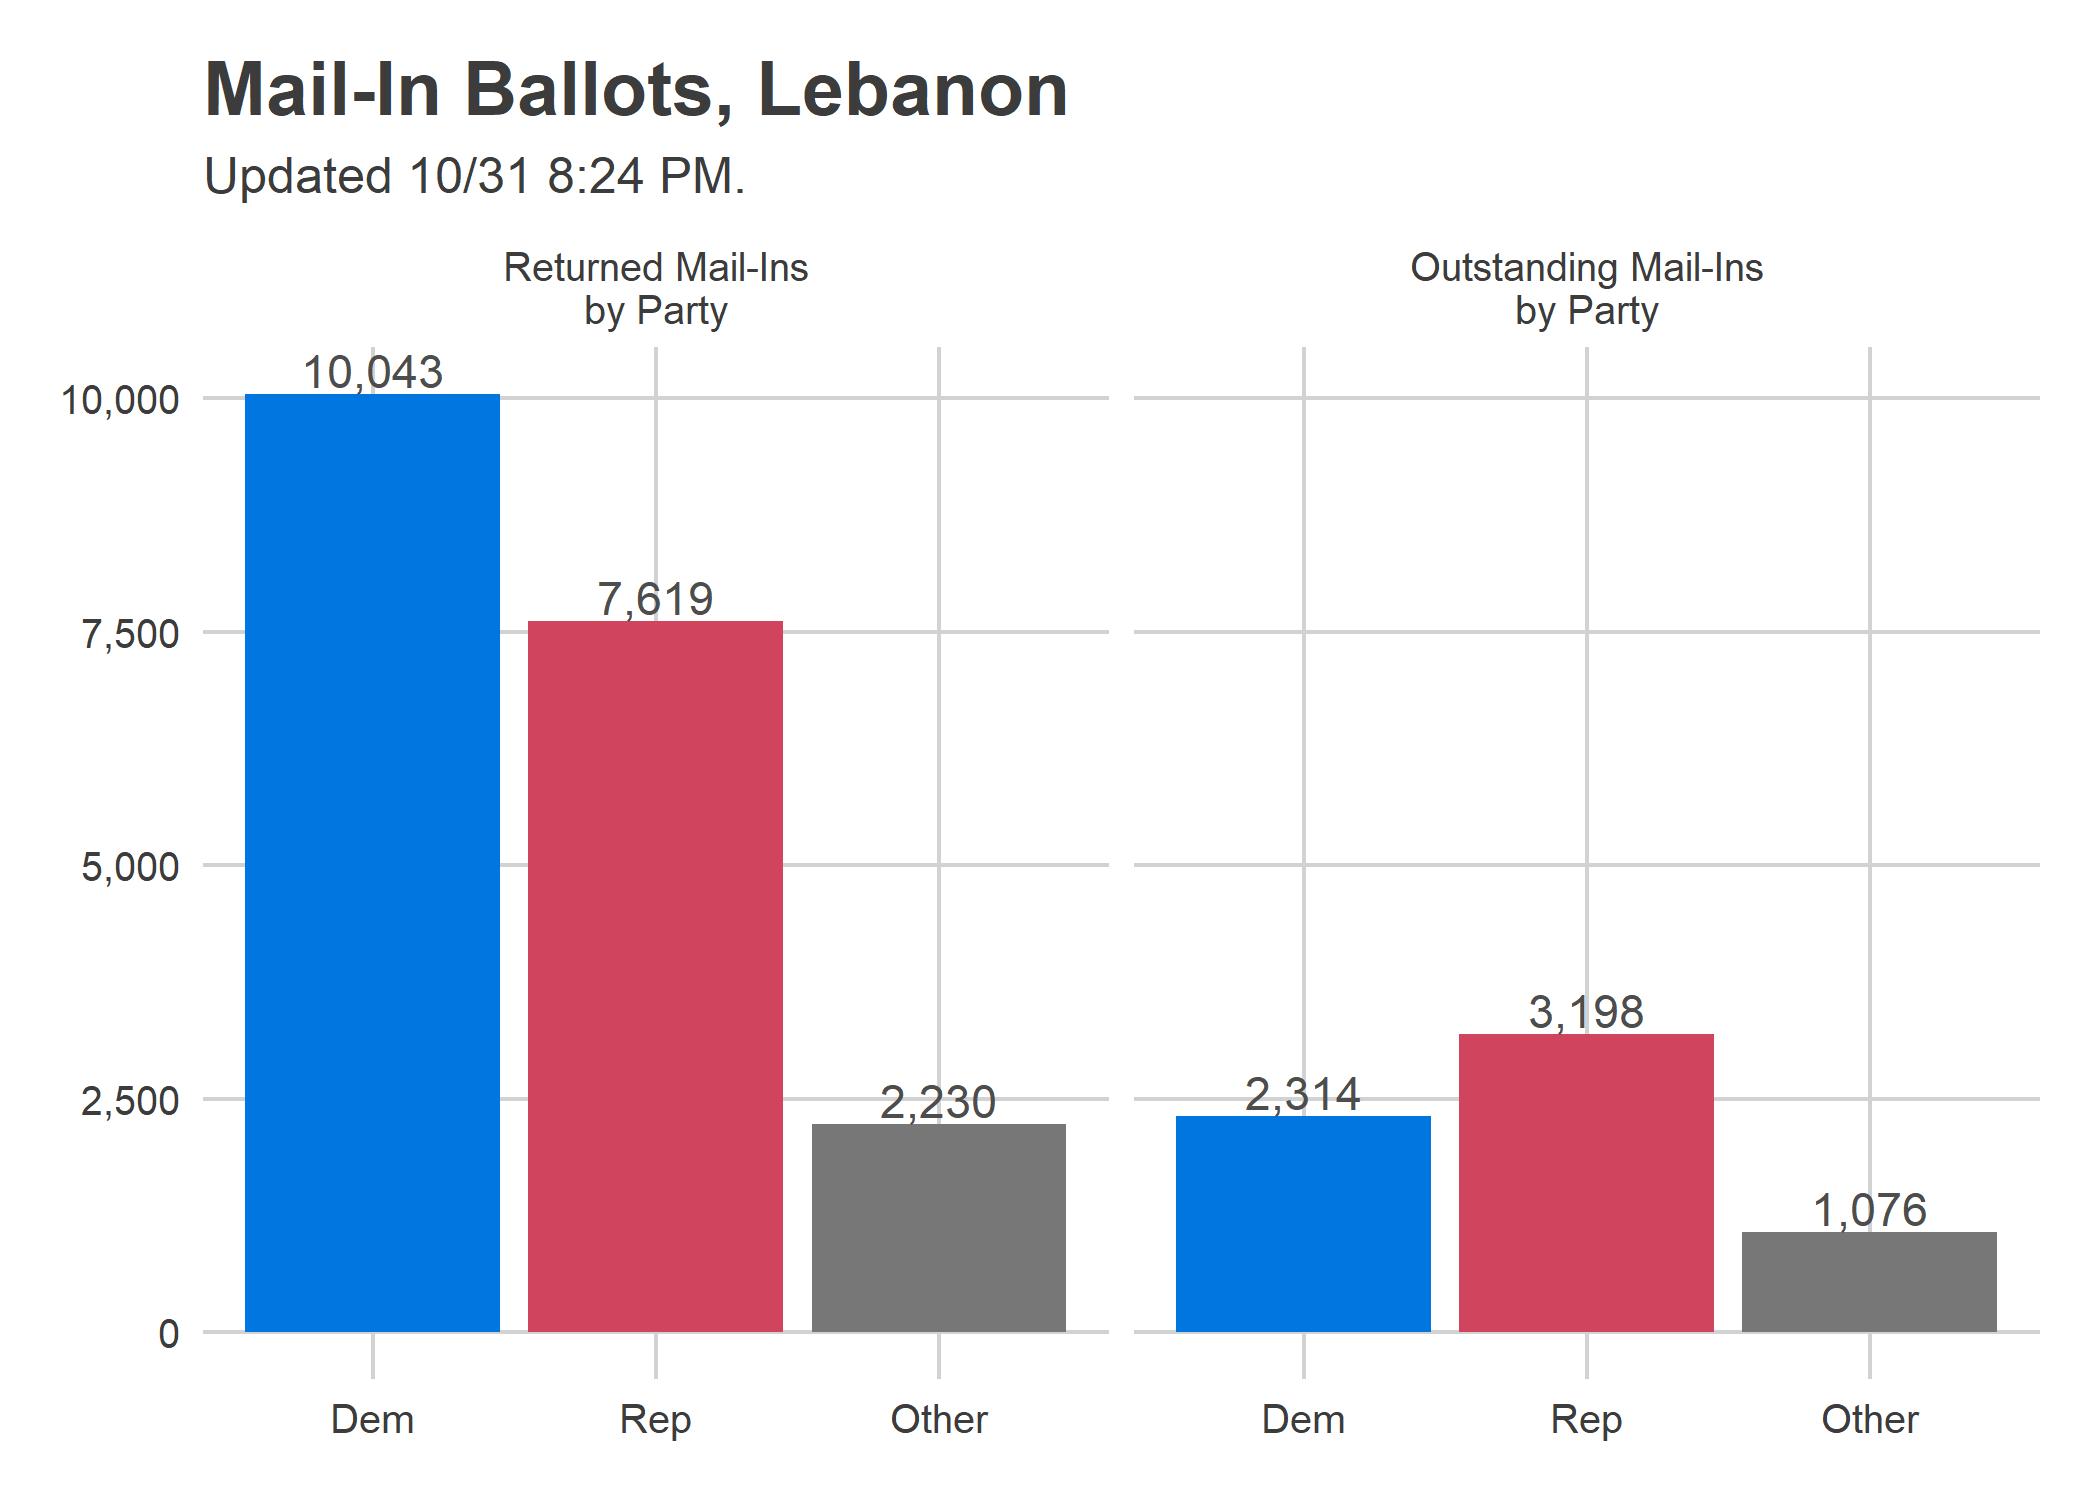 Mail-In Ballots, Lebanon
Updated 10/31 8:24 PM.
Returned Mail-Ins
by Party
Outstanding Mail-Ins
by Party
10,000
7,500
5,000
2,500
0
10,043
7,619
2,230
2,314
3,198
1,076
Dem
Rep
Other
Dem
Rep
Other